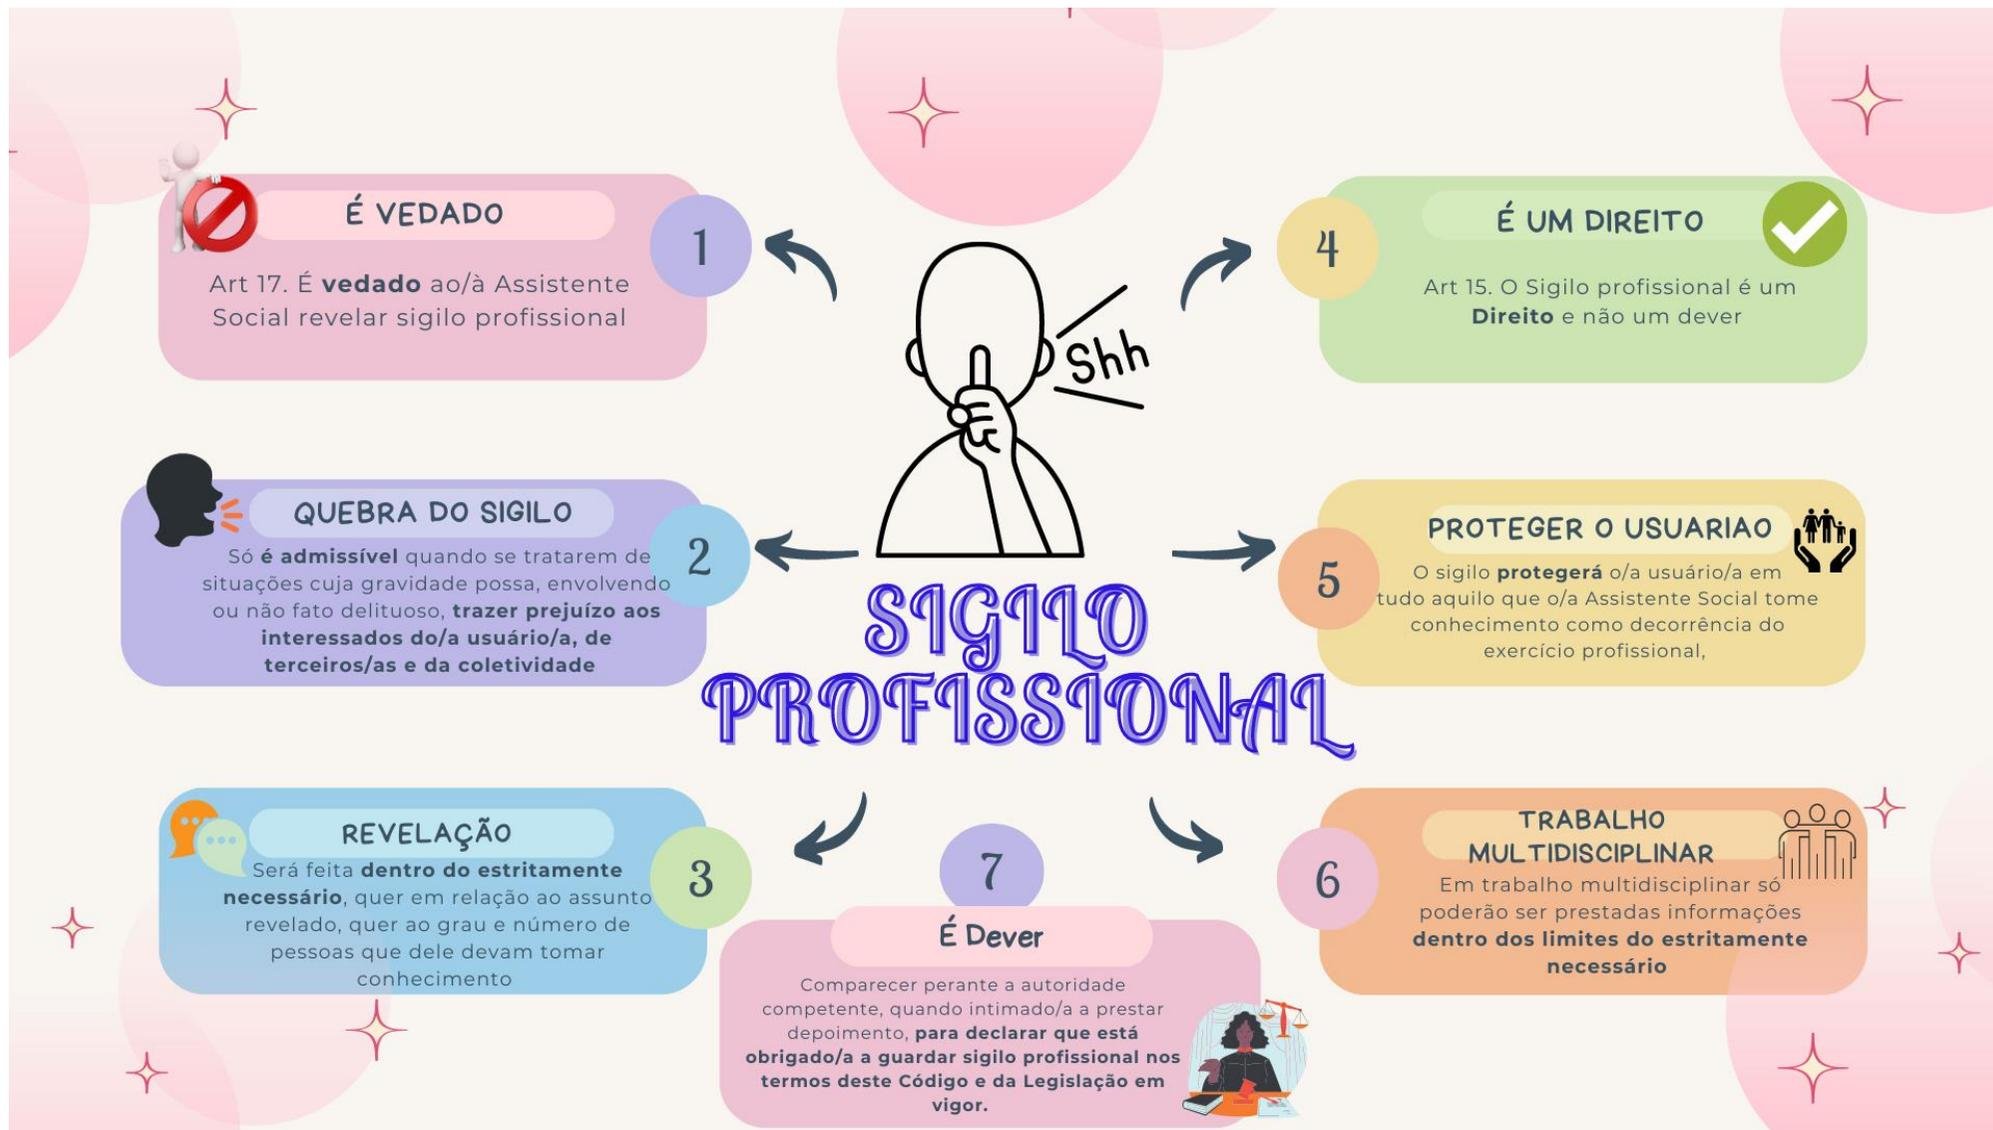 1
É VEDADO
Art 17. É vedado ao/à Assistente
Social revelar sigilo profissional
2
QUEBRA DO SIGILO
Só é admissível quando se tratarem de
situações cuja gravidade possa, envolvendo
ou não fato delituoso, trazer prejuízo aos
interessados do/a usuário/a, de
terceiros/as e da coletividade
3
REVELAÇÃO
Será feita dentro do estritamente
necessário, quer em relação ao assunto
revelado, quer ao grau e número de
pessoas que dele devam tomar
conhecimento
Shh
SIGILO
PROFISSIONAL
4
É UM DIREITO
Art 15. O Sigilo profissional é um
Direito e não um dever
5
PROTEGER O USUARIAO
O sigilo protegerá o/a usuário/a em
tudo aquilo que o/a Assistente Social tome
conhecimento como decorrência do
exercício profissional,
6
TRABALHO
MULTIDISCIPLINAR
Em trabalho multidisciplinar só
poderão ser prestadas informações
dentro dos limites do estritamente
necessário
7
É Dever
Comparecer perante a autoridade
competente, quando intimado/a a prestar
depoimento, para declarar que está
obrigado/a a guardar sigilo profissional nos
termos deste Código e da Legislação em
vigor.